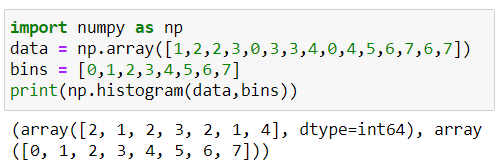 import numpy as np
data = np.array([1,2,2,3,0,3,3,4,0,4,5,6,7,6,7])
bins = [0,1,2,3,4,5,6,7]
print(np.histogram(data,bins))
(array([2, 1, 2, 3, 2, 1, 4], dtype=int64), array
([0, 1, 2, 3, 4, 5, 6, 7]))